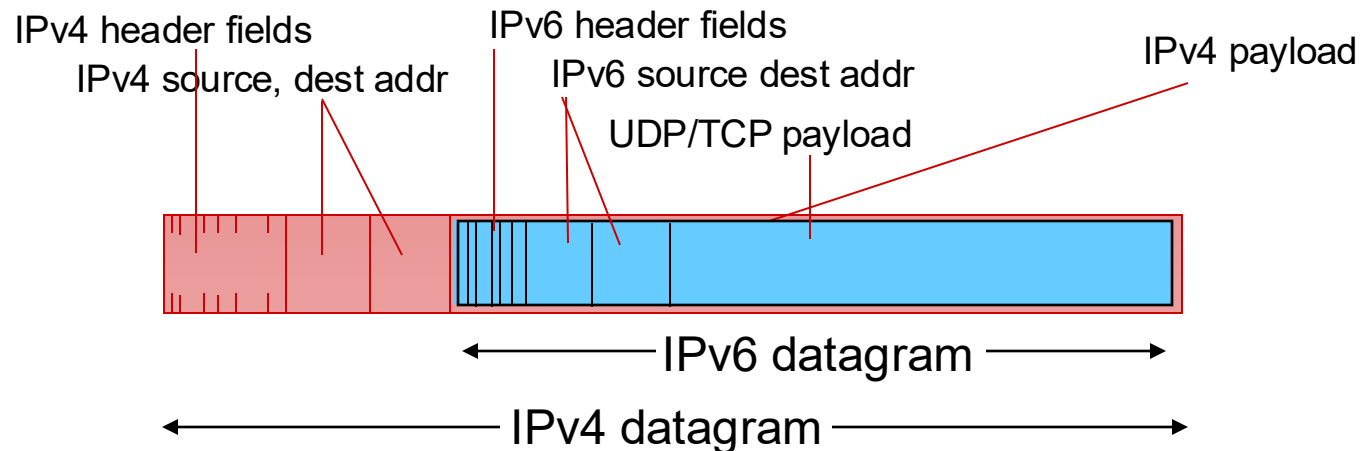 IPv4 header fields
IPv6 header fields
IPv4 payload
IPv4 source, dest addr
IPv6 source dest addr
UDP/TCP payload
IPv6 datagram
IPv4 datagram